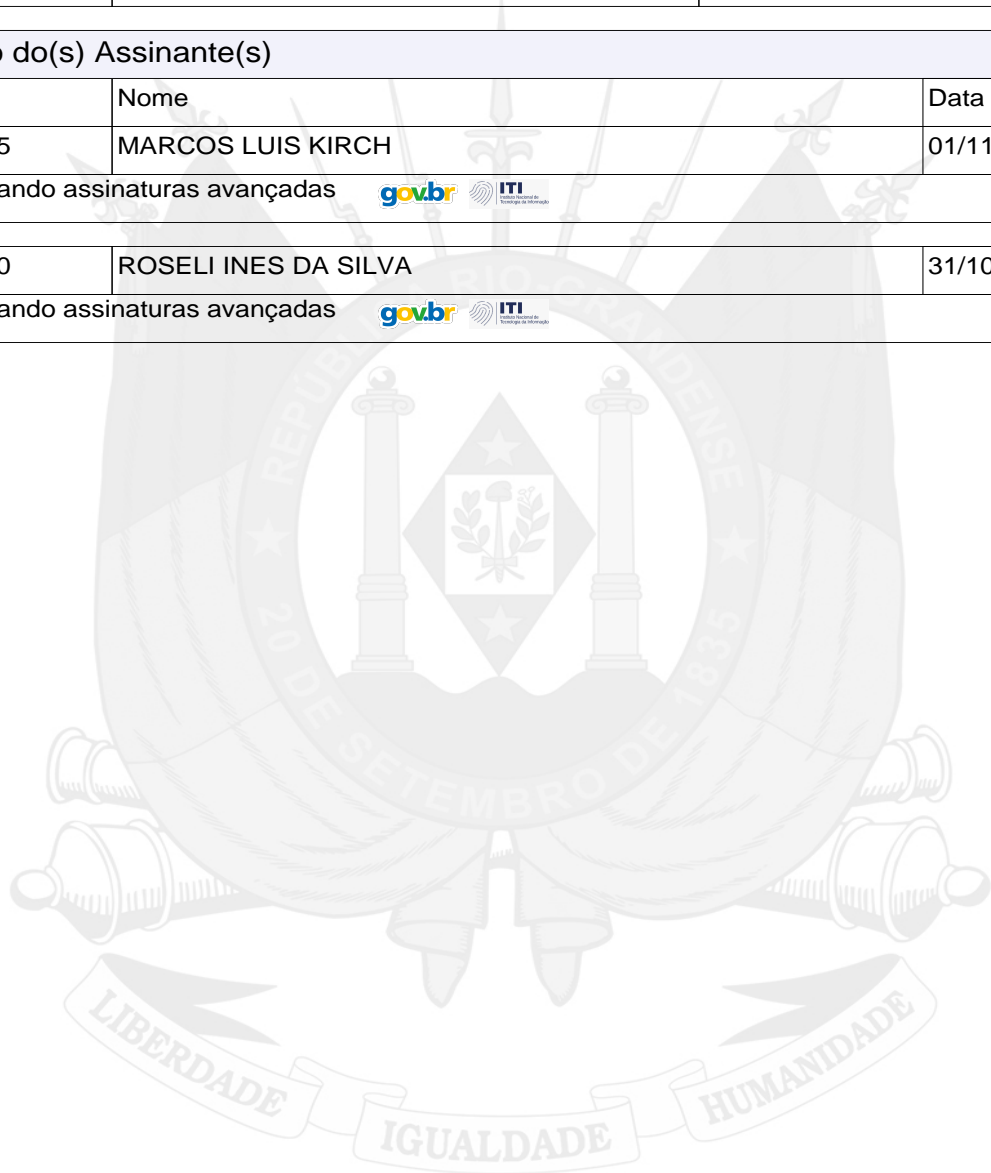 o do(s) Assinante(s)
Nome Data
5 MARCOS LUIS KIRCH 01/11
ando assinaturas avançadas gov.br ITI
0 ROSELI INES DA SILVA 31/10
ando assinaturas avançadas gov.br ITI
REPÚBLICA RIO-GRANDENSE
20 DE SETEMBRO DE 1835
LIBERDADE IGUALDADE HUMANIDADE